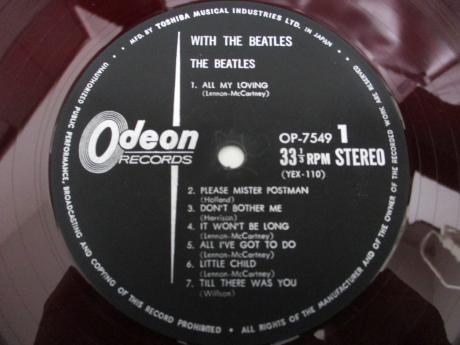 MFD. BY TOSHIBA MUSICAL INDUSTRIES LTD. IN JAPAN
WITH THE BEATLES
THE BEATLES
1. ALL MY LOVING
(Lennon-McCartney)
Odeon
RECORDS
OP-7549 1
33⅓ RPM STEREO
(YEX-110)
2. PLEASE MISTER POSTMAN
(Holland)
3. DON'T BOTHER ME
(Harrison)
4. IT WON'T BE LONG
(Lennon-McCartney)
5. ALL I'VE GOT TO DO
(Lennon-McCartney)
6. LITTLE CHILD
(Lennon-McCartney)
7. TILL THERE WAS YOU
(Willson)
UNAUTHORIZED PUBLIC PERFORMANCE, BROADCASTING AND COPYING OF THIS RECORD PROHIBITED • ALL RIGHTS OF THE MANUFACTURER AND OF THE OWNER OF THE RECORDED WORK ARE RESERVED